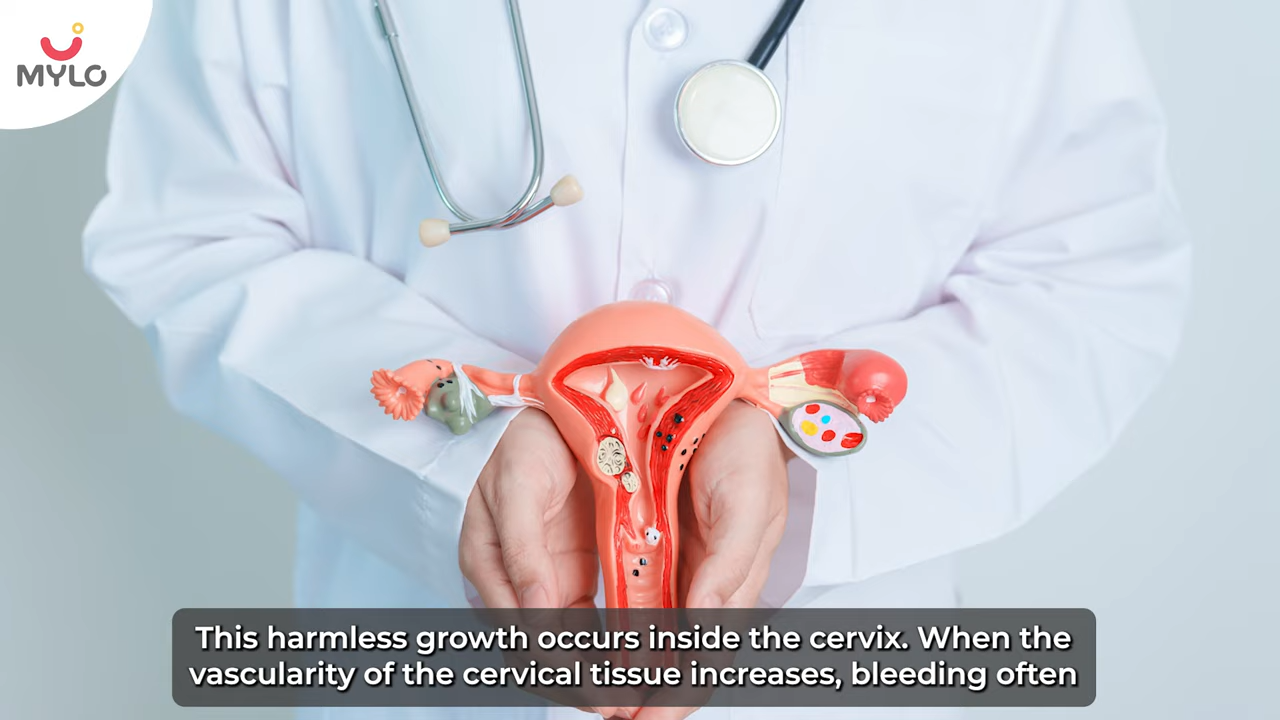 MYLO
This harmless growth occurs inside the cervix. When the
vascularity of the cervical tissue increases, bleeding often